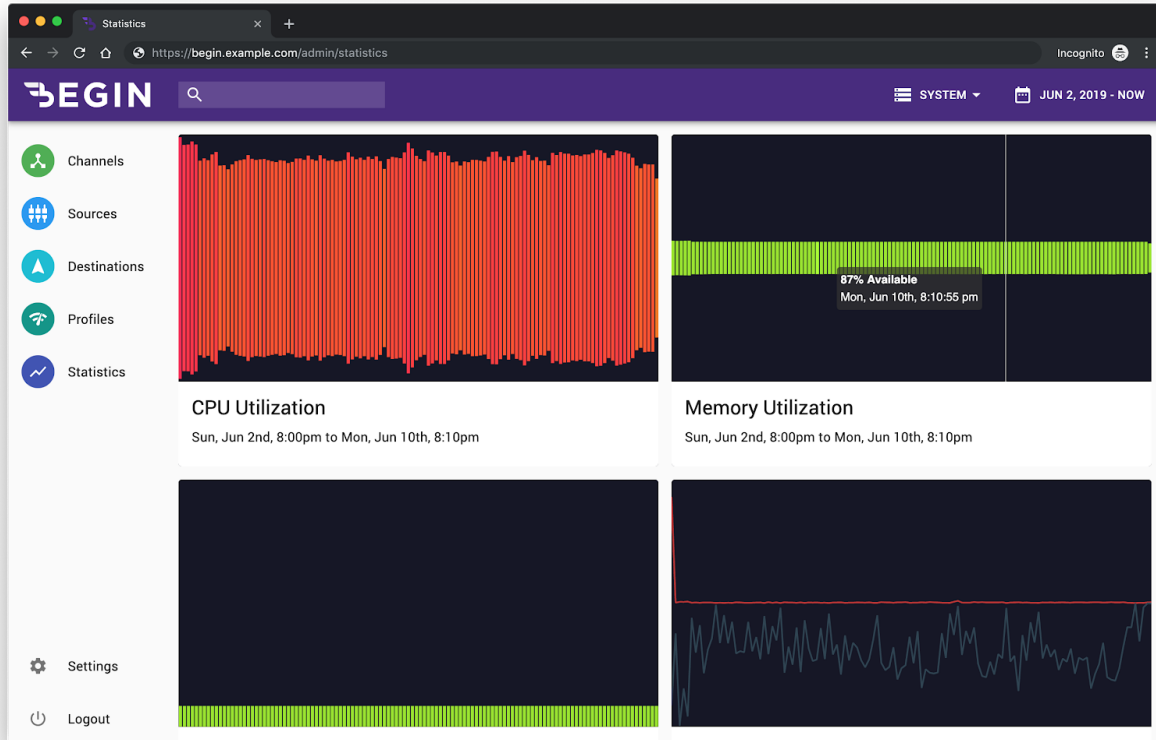 Statistics
https://begin.example.com/admin/statistics
Incognito
BEGIN
SYSTEM
JUN 2, 2019 - NOW
Channels
Sources
Destinations
Profiles
Statistics
Settings
Logout
87% Available
Mon, Jun 10th, 8:10:55 pm
CPU Utilization
Sun, Jun 2nd, 8:00pm to Mon, Jun 10th, 8:10pm
Memory Utilization
Sun, Jun 2nd, 8:00pm to Mon, Jun 10th, 8:10pm